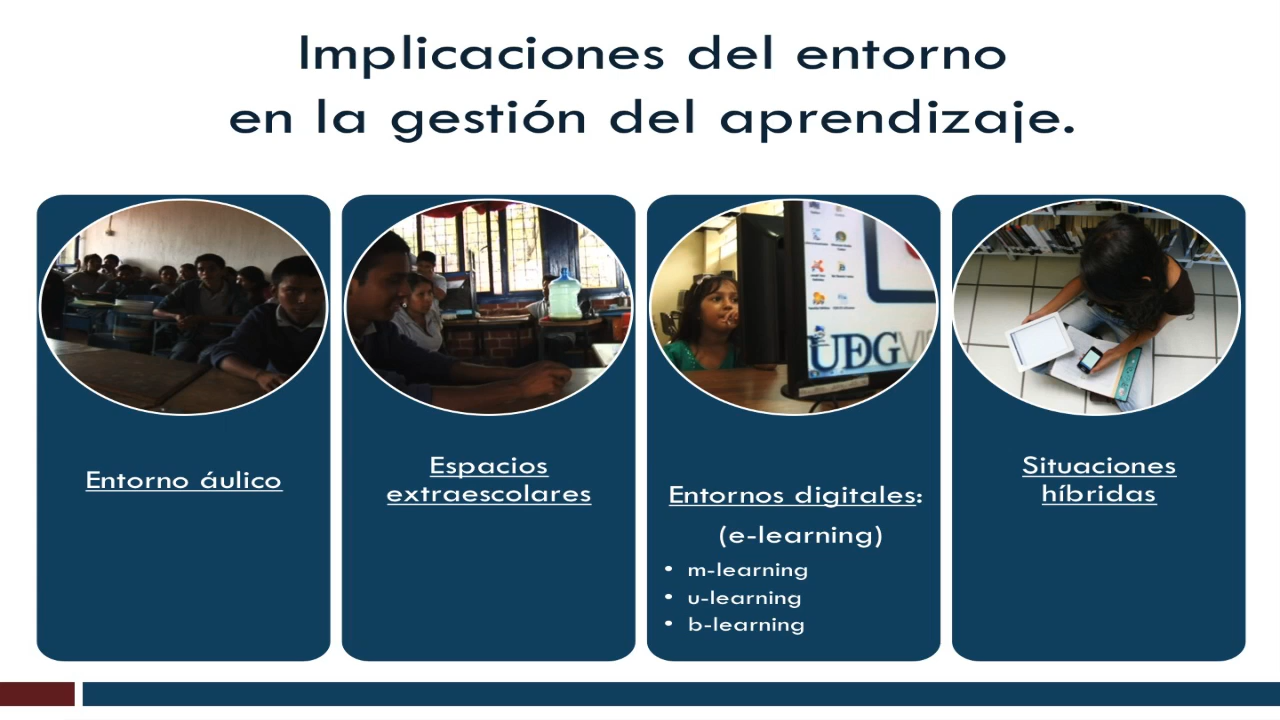 Implicaciones del entorno
en la gestión del aprendizaje.
Entorno áulico
Espacios
extraescolares
UDGVI
Entornos digitales:
(e-learning)
• m-learning
• u-learning
• b-learning
Situaciones
híbridas